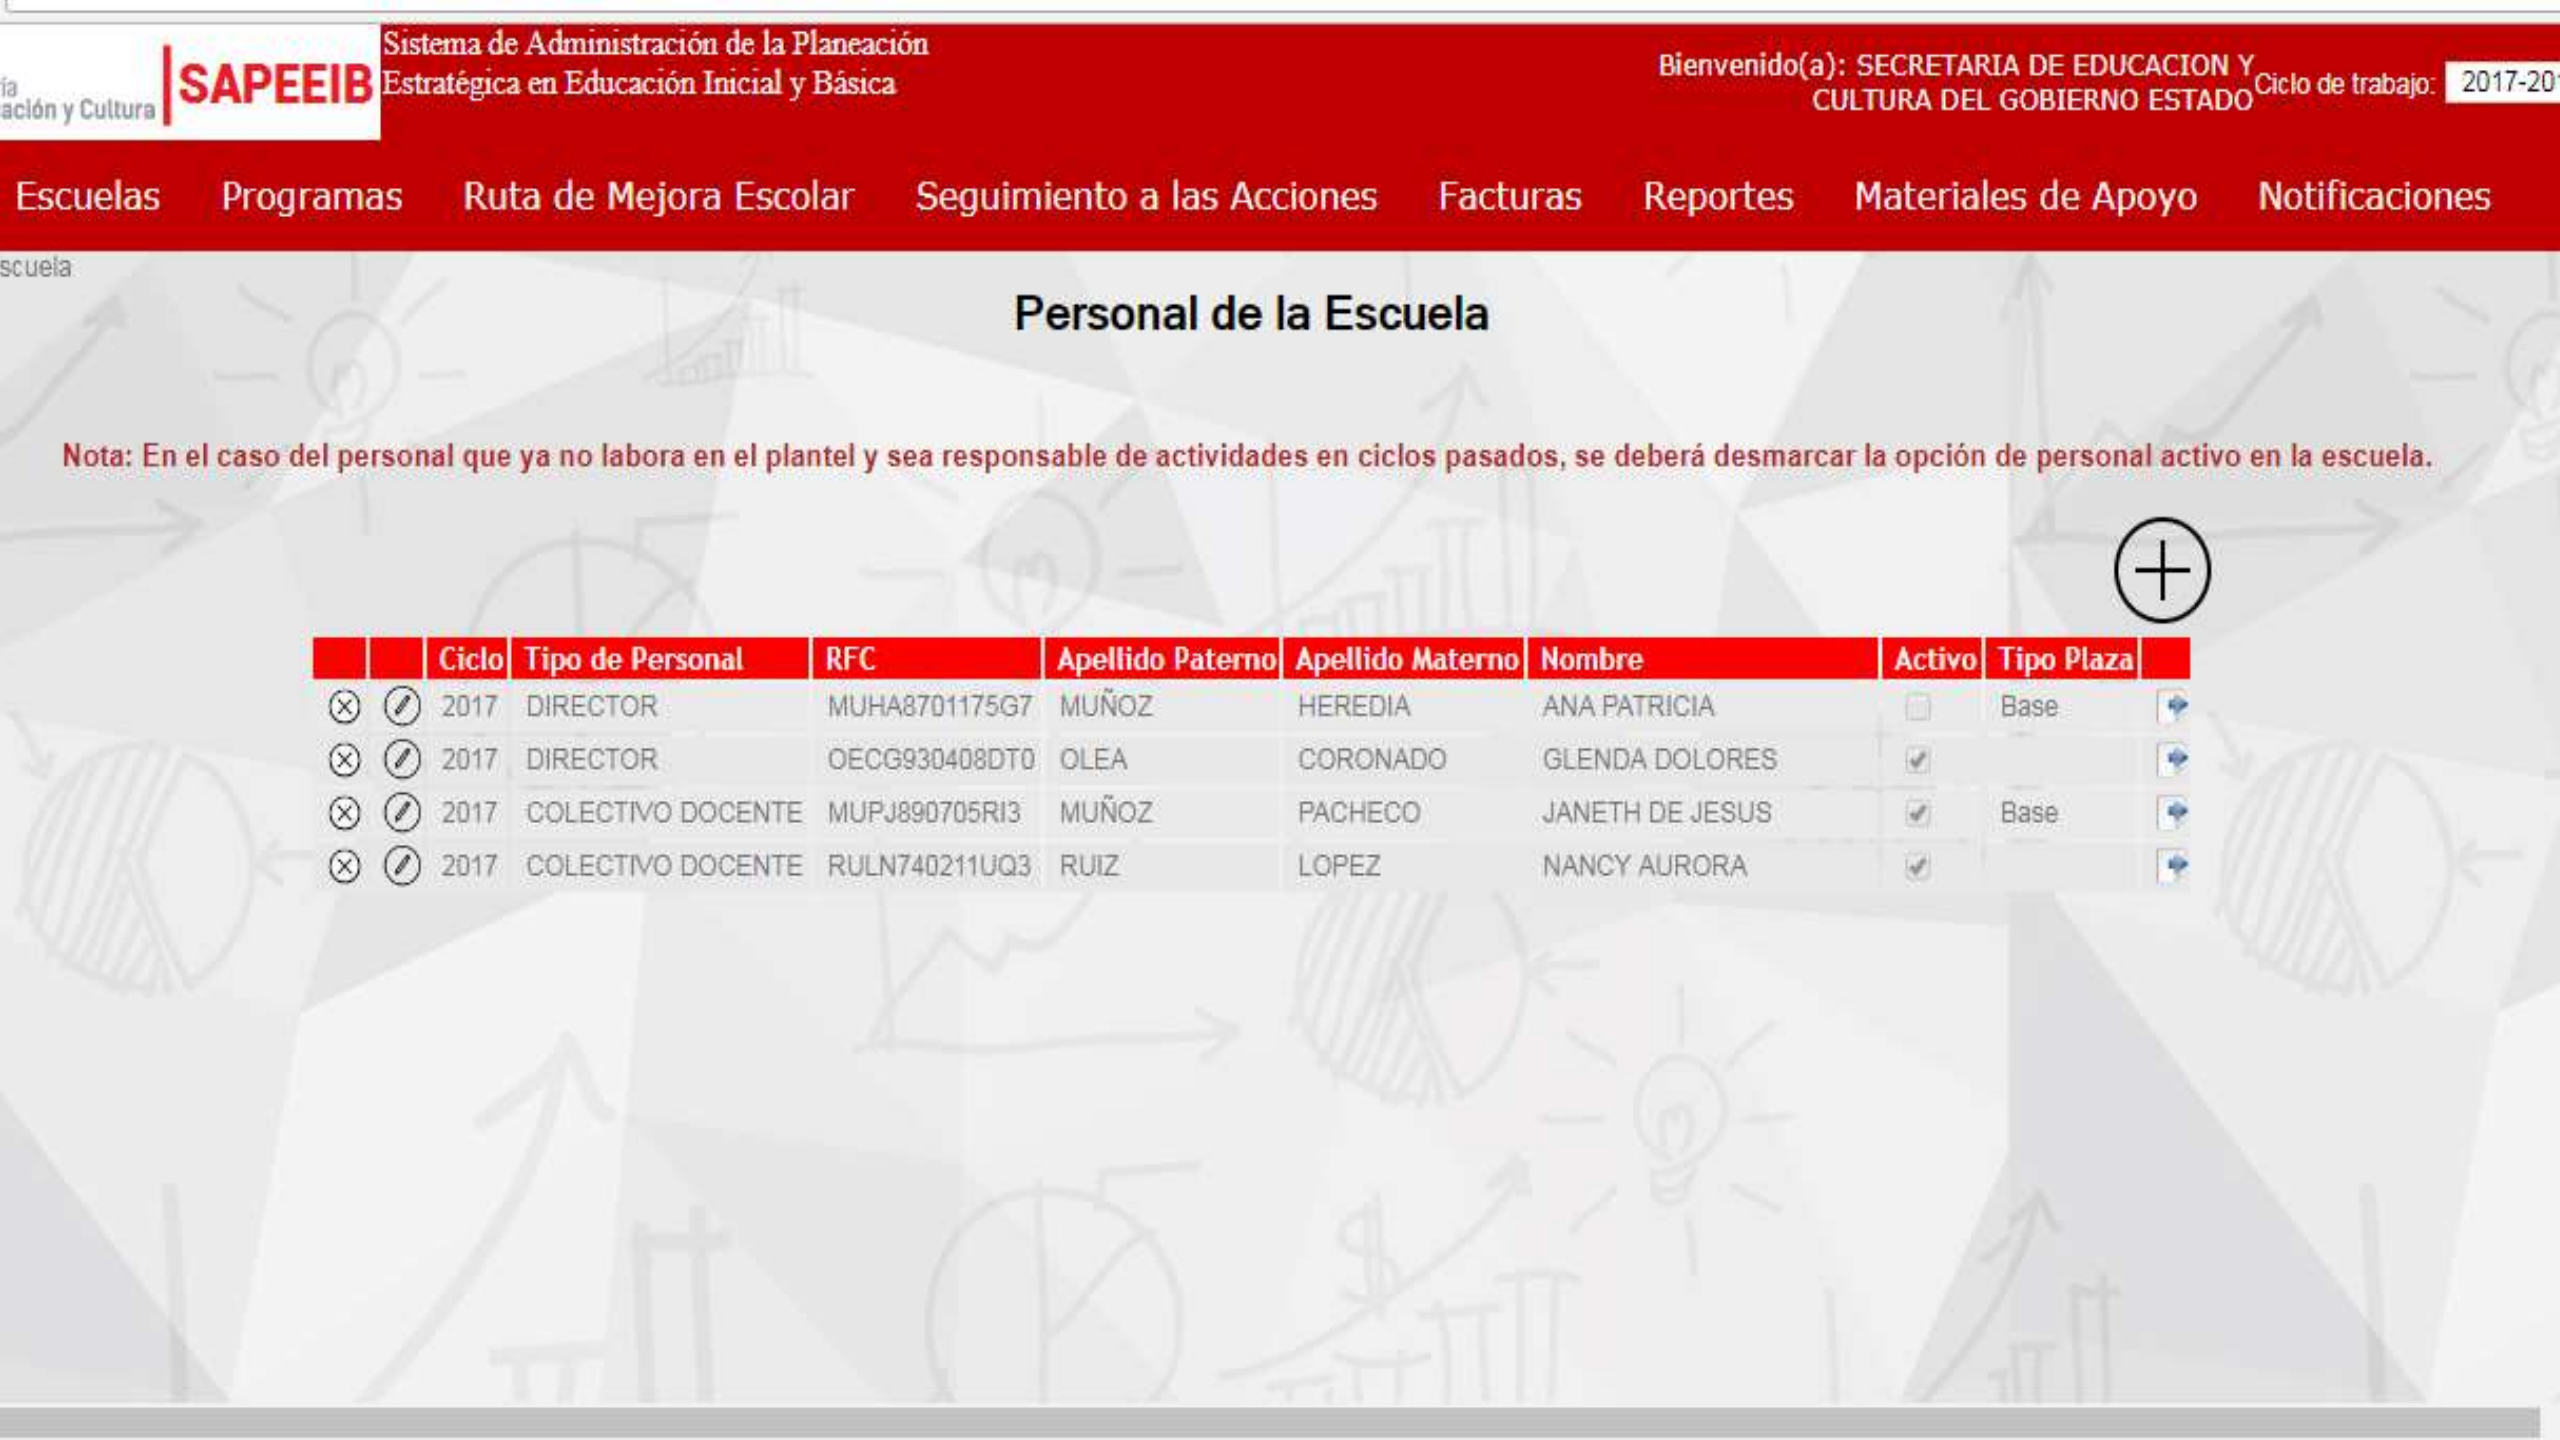 Sistema de Administración de la Planeación
Estratégica en Educación Inicial y Básica
SAPEEIB
y Cultura
Bienvenido(a): SECRETARIA DE EDUCACION Y
CULTURA DEL GOBIERNO ESTADO
Ciclo de trabajo: 2017-201
Escuelas Programas Ruta de Mejora Escolar Seguimiento a las Acciones Facturas Reportes Materiales de Apoyo Notificaciones
scuela
Personal de la Escuela
Nota: En el caso del personal que ya no labora en el plantel y sea responsable de actividades en ciclos pasados, se deberá desmarcar la opción de personal activo en la escuela.
Ciclo Tipo de Personal RFC Apellido Paterno Apellido Materno Nombre Activo Tipo Plaza
2017 DIRECTOR MUHA8701175G7 MUÑOZ HEREDIA ANA PATRICIA Base
2017 DIRECTOR OECG930408DT0 OLEA CORONADO GLENDA DOLORES
2017 COLECTIVO DOCENTE MUPJ890705RI3 MUÑOZ PACHECO JANETH DE JESUS Base
2017 COLECTIVO DOCENTE RULN740211UQ3 RUIZ LOPEZ NANCY AURORA